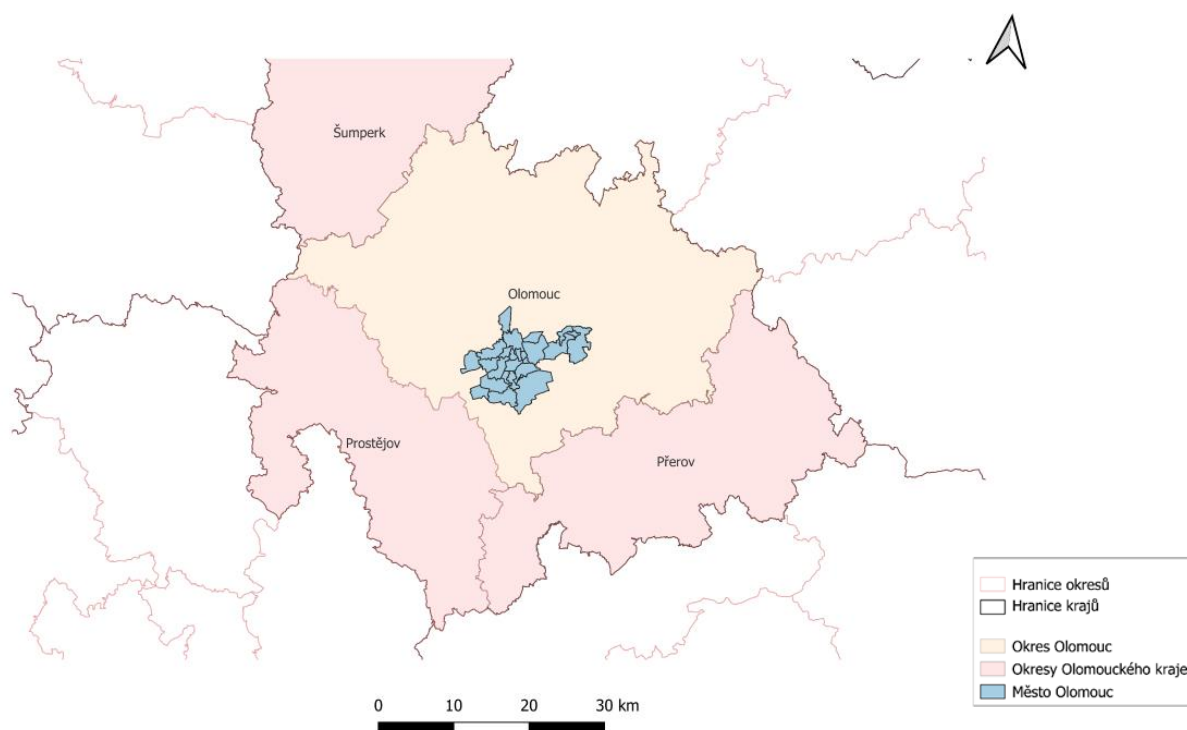 Šumperk
Olomouc
Prostějov
Přerov
Hranice okresů
Hranice krajů
Okres Olomouc
Okresy Olomouckého kraje
Město Olomouc
0 10 20 30 km